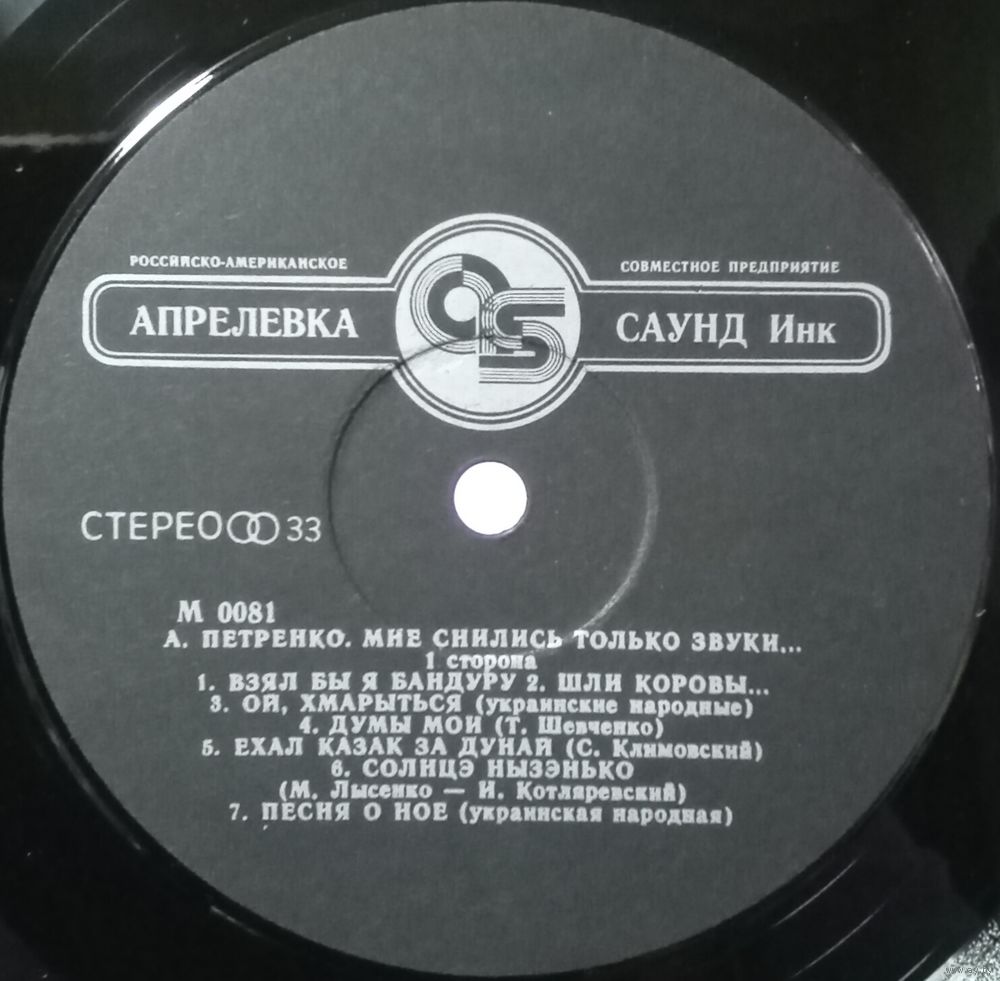 РОССИЙСКО-АМЕРИКАНСКОЕ
СОВМЕСТНОЕ ПРЕДПРИЯТИЕ
АПРЕЛЕВКА
САУНД Инк
СТЕРЕО 33
М 0081
А. ПЕТРЕНКО. МНЕ СНИЛИСЬ ТОЛЬКО ЗВУКИ...
1 сторона
1. ВЗЯЛ БЫ Я БАНДУРУ 2. ШЛИ КОРОВЫ...
3. ОЙ, ХМАРЫТЬСЯ (украинские народные)
4. ДУМЫ МОИ (Т. Шевченко)
5. ЕХАЛ КАЗАК ЗА ДУНАЙ (С. Климовский)
6. СОЛНЦЭ НЫЗЭНЬКО
(М. Лысенко — И. Котляревский)
7. ПЕСНЯ О НОЕ (украинская народная)